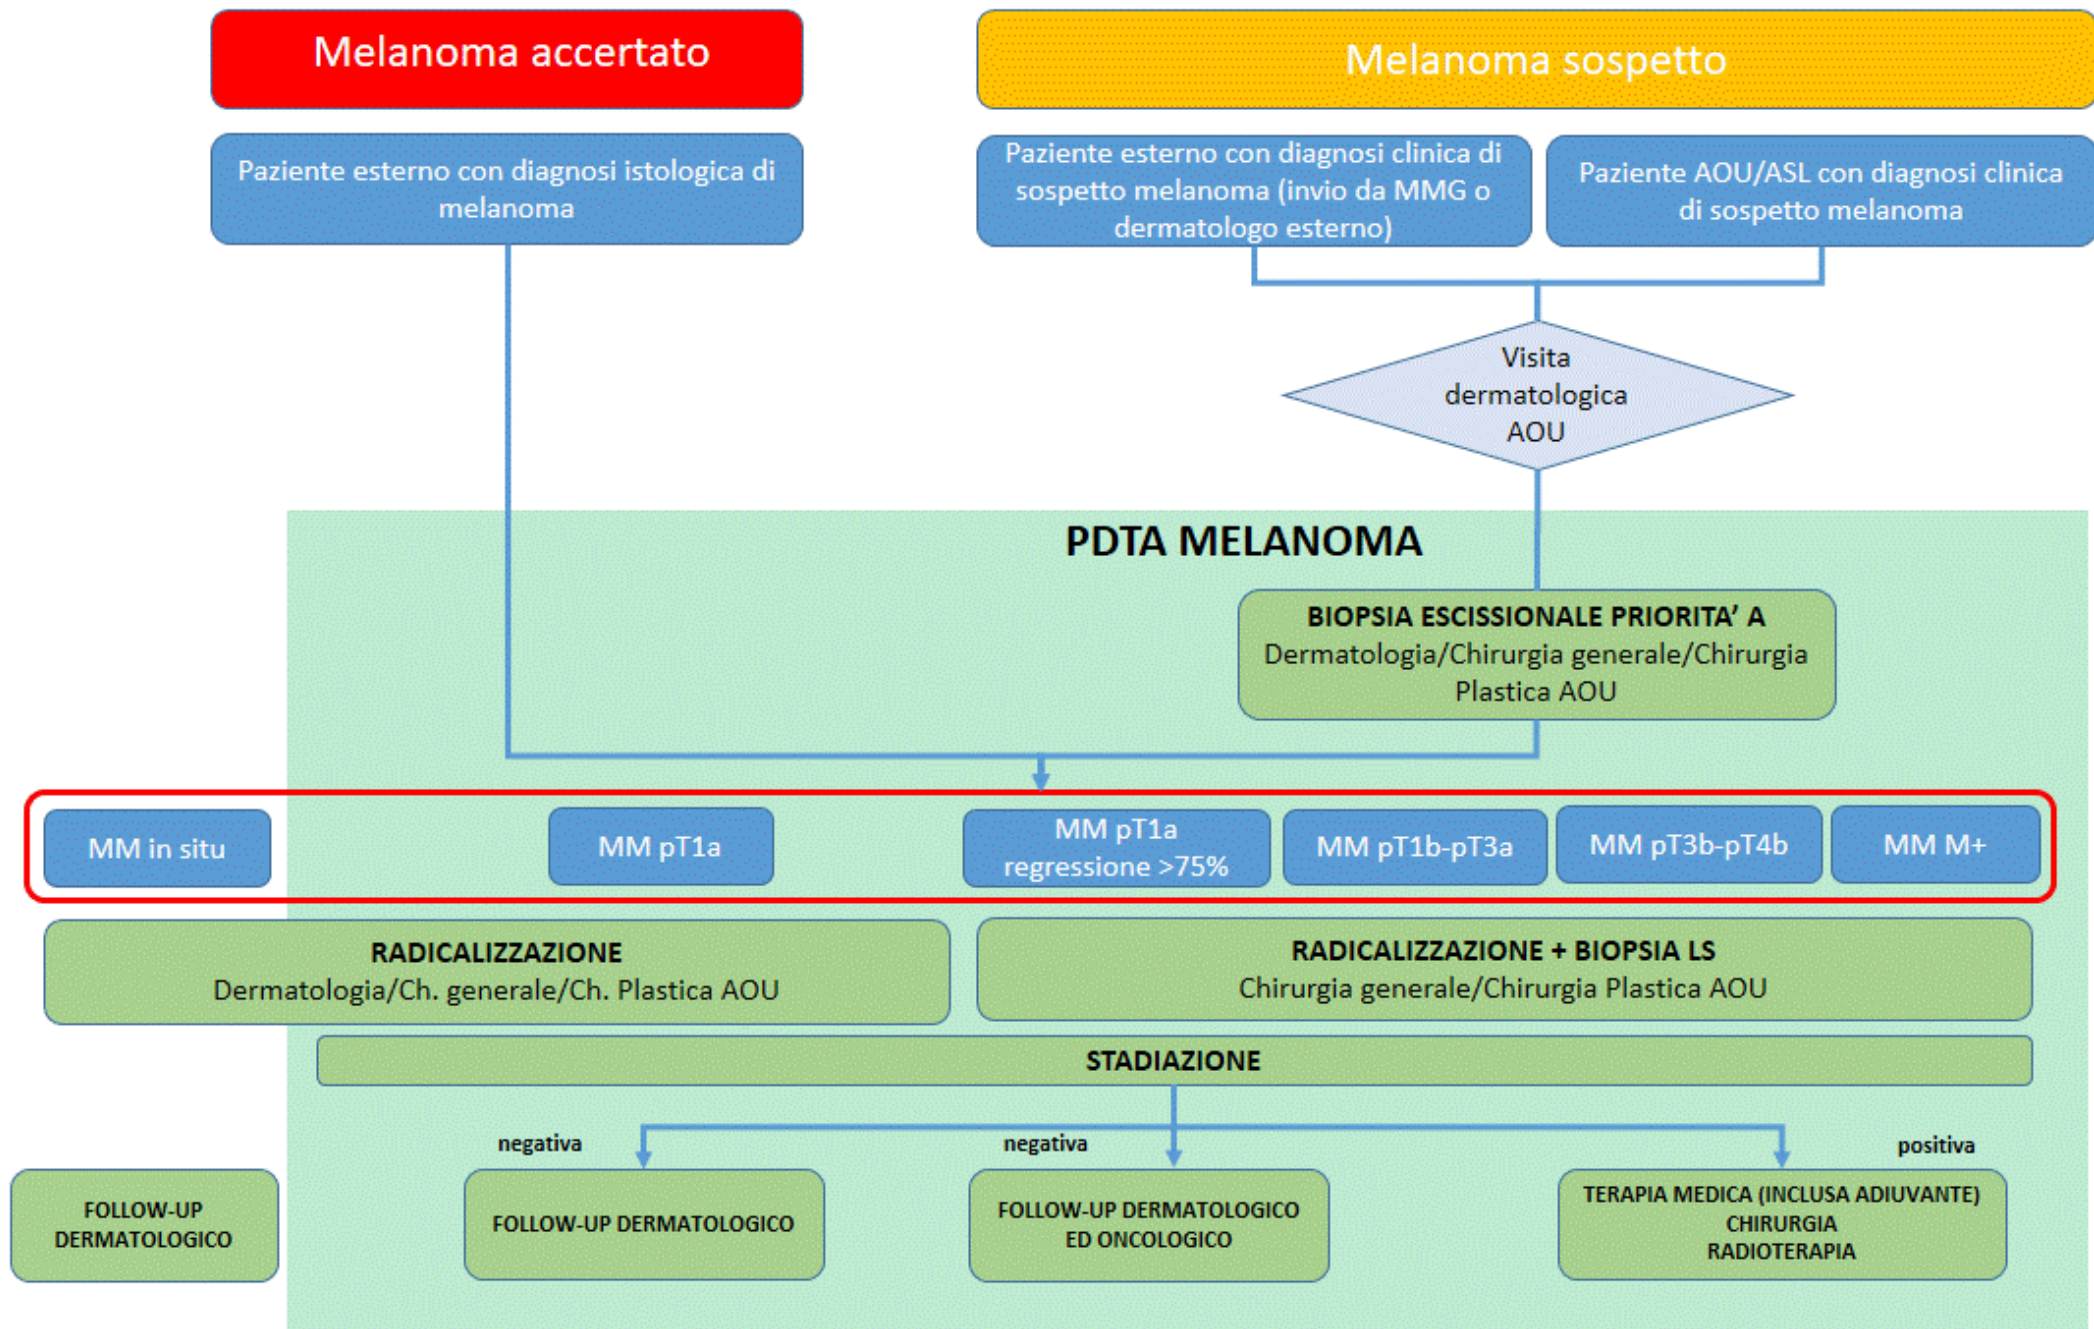 Melanoma accertato
Melanoma sospetto
Paziente esterno con diagnosi istologica di
melanoma
Paziente esterno con diagnosi clinica di
sospetto melanoma (invio da MMG o
dermatologo esterno)
Paziente AOU/ASL con diagnosi clinica
di sospetto melanoma
Visita
dermatologica
AOU
PDTA MELANOMA
BIOPSIA ESCISSIONALE PRIORITA’ A
Dermatologia/Chirurgia generale/Chirurgia
Plastica AOU
MM in situ
MM pT1a
MM pT1a
regressione >75%
MM pT1b-pT3a
MM pT3b-pT4b
MM M+
RADICALIZZAZIONE
Dermatologia/Ch. generale/Ch. Plastica AOU
RADICALIZZAZIONE + BIOPSIA LS
Chirurgia generale/Chirurgia Plastica AOU
STADIAZIONE
negativa
negativa
positiva
FOLLOW-UP
DERMATOLOGICO
FOLLOW-UP DERMATOLOGICO
FOLLOW-UP DERMATOLOGICO
ED ONCOLOGICO
TERAPIA MEDICA (INCLUSA ADIUVANTE)
CHIRURGIA
RADIOTERAPIA